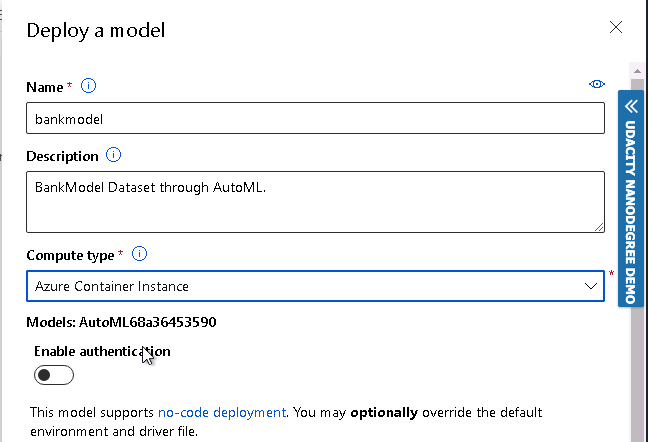 Deploy a model
Name *
bankmodel
Description
BankModel Dataset through AutoML.
Compute type *
Azure Container Instance
*
Models: AutoML68a36453590
Enable authentication
This model supports no-code deployment. You may optionally override the default
environment and driver file.
UDACITY NANODEGREE DEMO